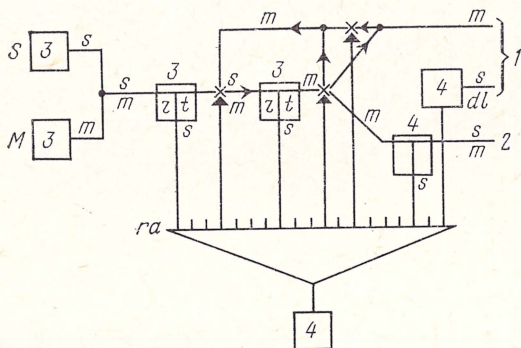 m m
S 3 s 1
s 3 s 3 m 4 s
m z t m z t dl
M 3 m s s m 4 s 2
s m
ra
4